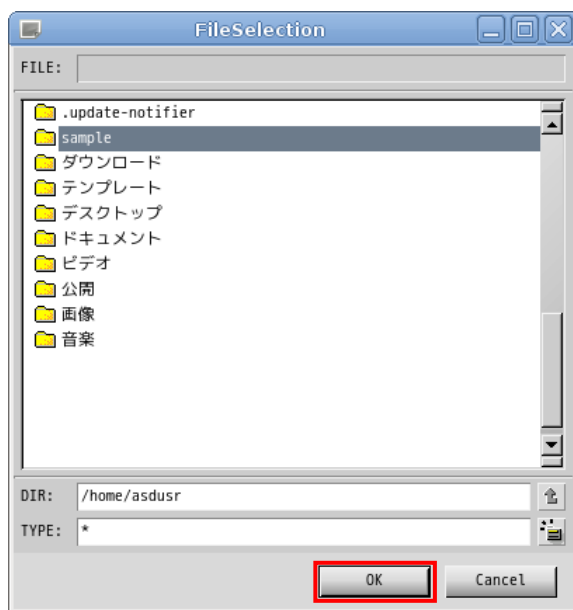 FileSelection
FILE:
.update-notifier
sample
ダウンロード
テンプレート
デスクトップ
ドキュメント
ビデオ
公開
画像
音楽
DIR: /home/asdusr
TYPE: *
OK Cancel